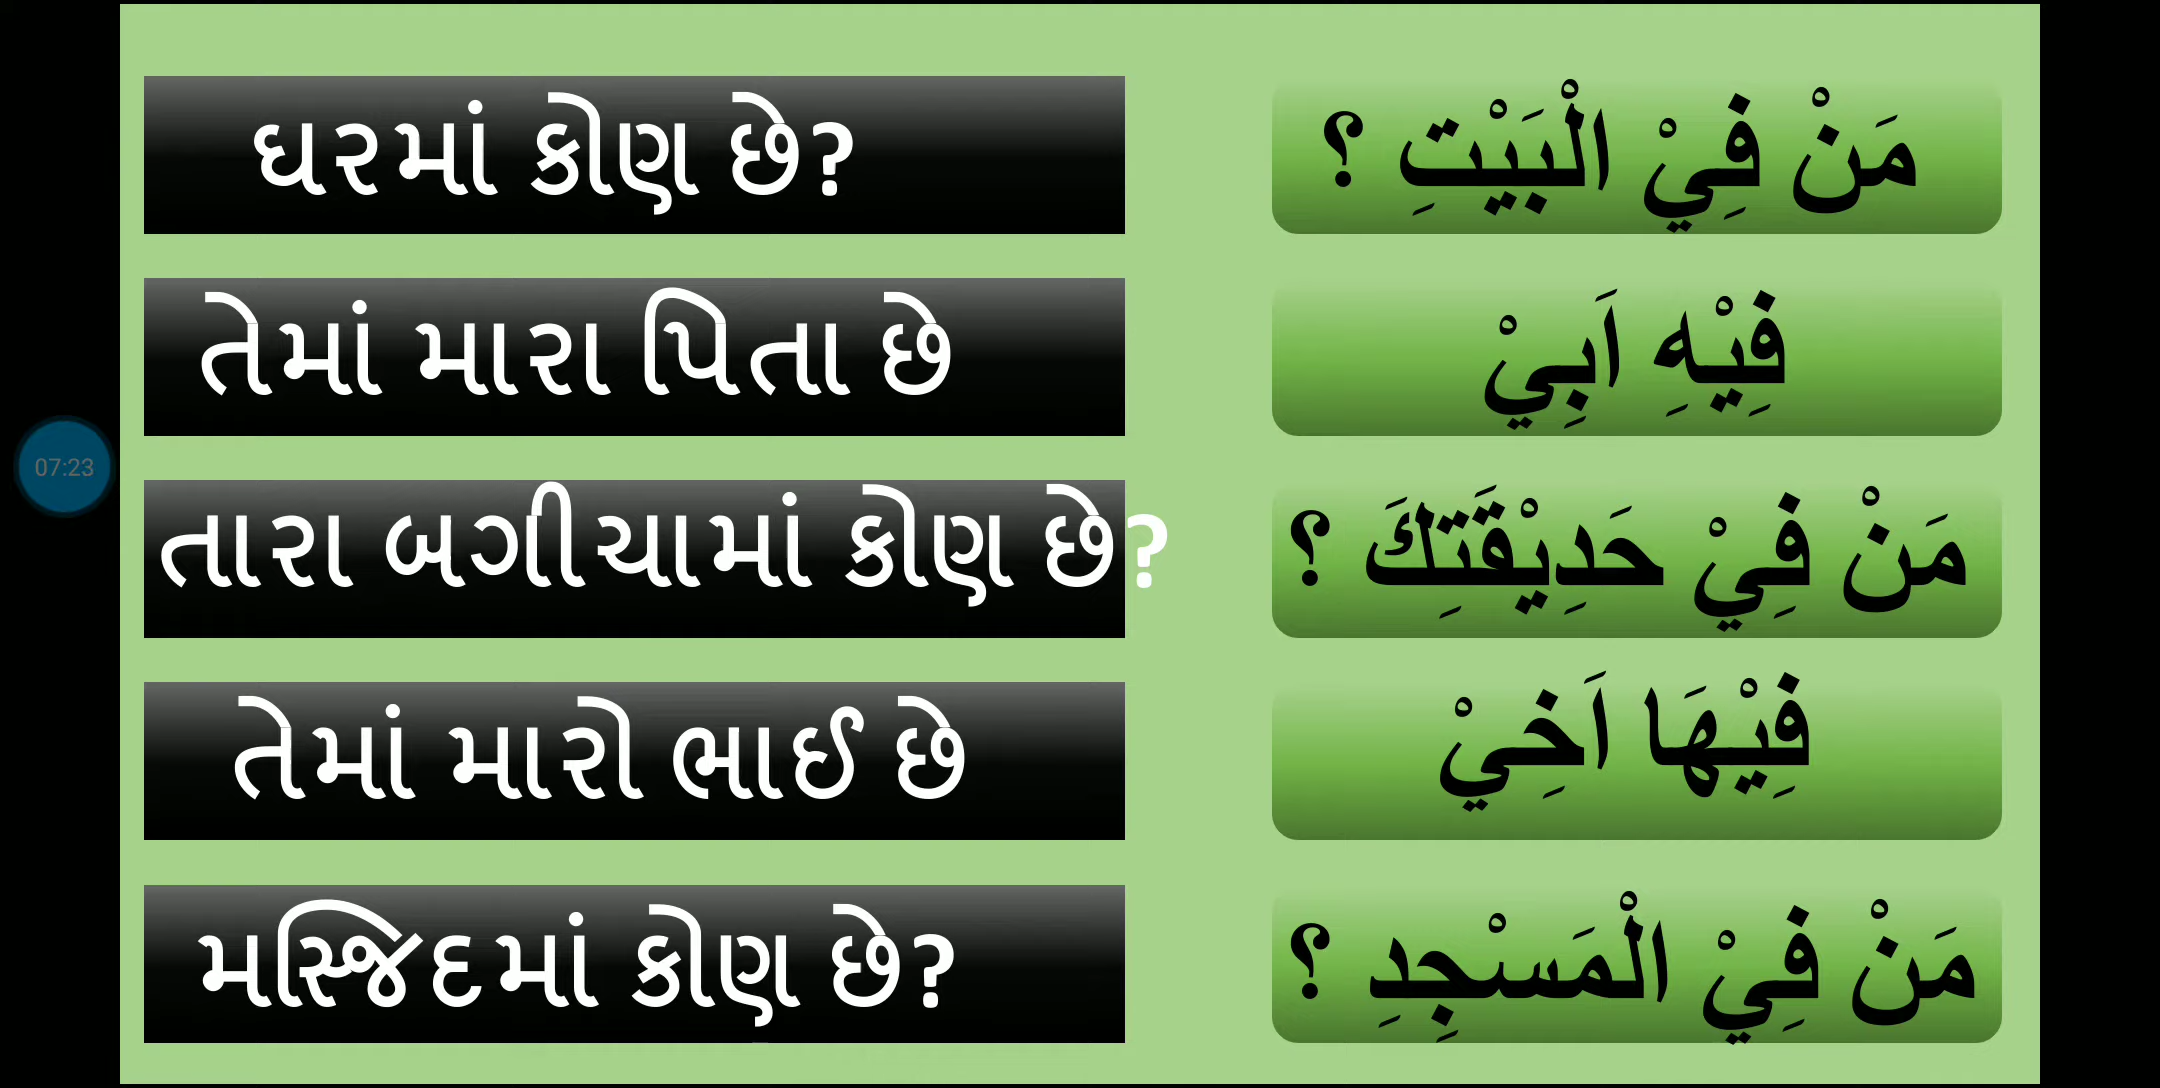 ઘરમાં કોણ છે?
مَنْ فِيْ الْبَيْتِ ؟
તેમાં મારા પિતા છે
فِيْهِ اَبِيْ
07:23
તારા બગીચામાં કોણ છે?
مَنْ فِيْ حَدِيْقَتِكَ ؟
તેમાં મારો ભાઈ છે
فِيْهَا اَخِيْ
મસ્જિદમાં કોણ છે?
مَنْ فِيْ الْمَسْجِدِ ؟